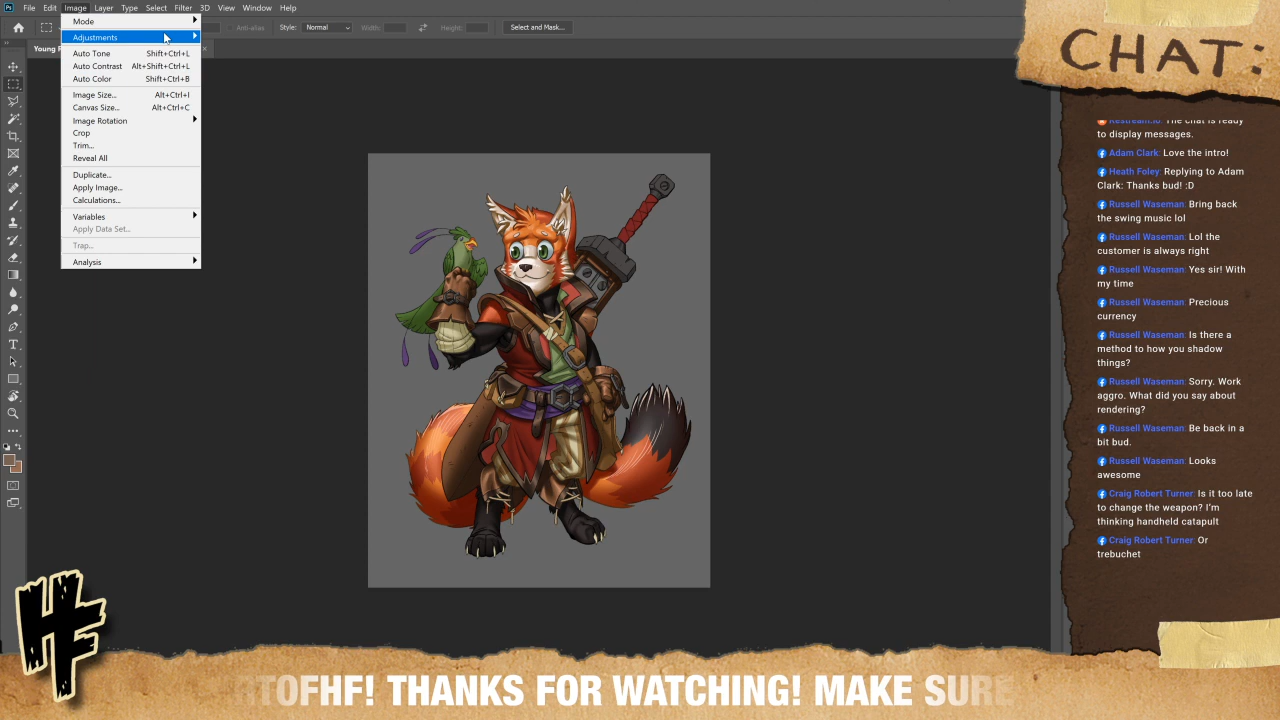 Ps File Edit Image Layer Type Select Filter 3D View Window Help
Anti-alias Style: Normal Width: Height: Select and Mask...
Young
Mode
Adjustments
Auto Tone Shift+Ctrl+L
Auto Contrast Alt+Shift+Ctrl+L
Auto Color Shift+Ctrl+B
Image Size... Alt+Ctrl+I
Canvas Size... Alt+Ctrl+C
Image Rotation
Crop
Trim...
Reveal All
Duplicate...
Apply Image...
Calculations...
Variables
Apply Data Set...
Trap...
Analysis
CHAT:
Restream.io: The chat is ready
to display messages.
Adam Clark: Love the intro!
Heath Foley: Replying to Adam
Clark: Thanks bud! :D
Russell Waseman: Bring back
the swing music lol
Russell Waseman: Lol the
customer is always right
Russell Waseman: Yes sir! With
my time
Russell Waseman: Precious
currency
Russell Waseman: Is there a
method to how you shadow
things?
Russell Waseman: Sorry. Work
aggro. What did you say about
rendering?
Russell Waseman: Be back in a
bit bud.
Russell Waseman: Looks
awesome
Craig Robert Turner: Is it too late
to change the weapon? I'm
thinking handheld catapult
Craig Robert Turner: Or
trebuchet
HF
TOFHF! THANKS FOR WATCHING! MAKE SURE